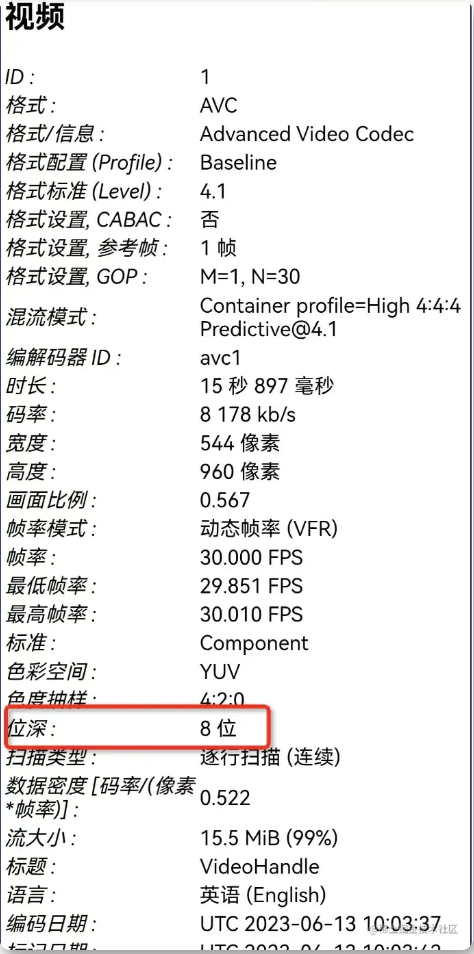 视频
ID : 1
格式 : AVC
格式/信息 : Advanced Video Codec
格式配置 (Profile) : Baseline
格式标准 (Level) : 4.1
格式设置, CABAC : 否
格式设置, 参考帧 : 1 帧
格式设置, GOP : M=1, N=30
混流模式 : Container profile=High 4:4:4
Predictive@4.1
编解码器 ID : avc1
时长 : 15 秒 897 毫秒
码率 : 8 178 kb/s
宽度 : 544 像素
高度 : 960 像素
画面比例 : 0.567
帧率模式 : 动态帧率 (VFR)
帧率 : 30.000 FPS
最低帧率 : 29.851 FPS
最高帧率 : 30.010 FPS
标准 : Component
色彩空间 : YUV
色度抽样 : 4:2:0
位深 : 8 位
扫描类型 : 逐行扫描 (连续)
数据密度 [码率/(像素
*帧率)] : 0.522
流大小 : 15.5 MiB (99%)
标题 : VideoHandle
语言 : 英语 (English)
编码日期 : UTC 2023-06-13 10:03:37
@稀土掘金技术社区
标记日期 : UTC 2023-06-13 10:03:62